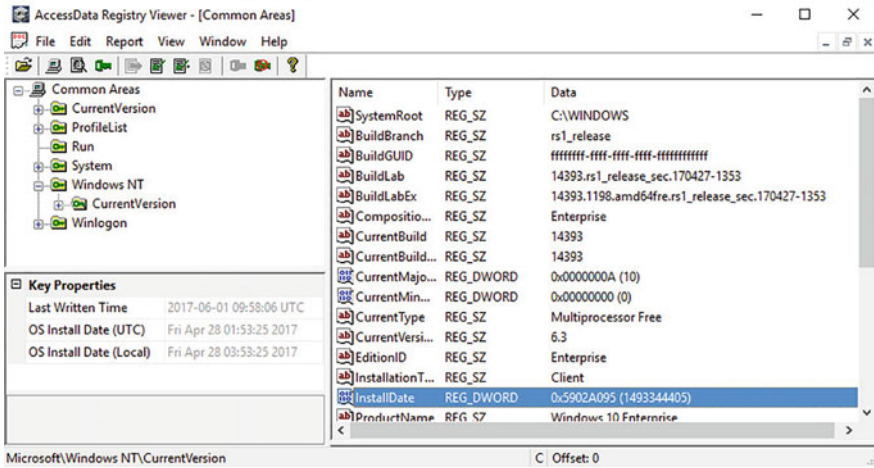 AccessData Registry Viewer - [Common Areas]
File Edit Report View Window Help
Common Areas
CurrentVersion
ProfileList
Run
System
Windows NT
CurrentVersion
Winlogon
Key Properties
Last Written Time 2017-06-01 09:58:06 UTC
OS Install Date (UTC) Fri Apr 28 01:53:25 2017
OS Install Date (Local) Fri Apr 28 03:53:25 2017
Name Type Data
SystemRoot REG_SZ C:\WINDOWS
BuildBranch REG_SZ rs1_release
BuildGUID REG_SZ ffffffff-ffff-ffff-ffff-ffffffffffff
BuildLab REG_SZ 14393.rs1_release_sec.170427-1353
BuildLabEx REG_SZ 14393.1198.amd64fre.rs1_release_sec.170427-1353
Compositio... REG_SZ Enterprise
CurrentBuild REG_SZ 14393
CurrentBuild... REG_SZ 14393
CurrentMajo... REG_DWORD 0x0000000A (10)
CurrentMin... REG_DWORD 0x00000000 (0)
CurrentType REG_SZ Multiprocessor Free
CurrentVersi... REG_SZ 6.3
EditionID REG_SZ Enterprise
InstallationT... REG_SZ Client
InstallDate REG_DWORD 0x5902A095 (1493344405)
ProductName REG_SZ Windows 10 Enterprise
Microsoft\Windows NT\CurrentVersion C Offset: 0